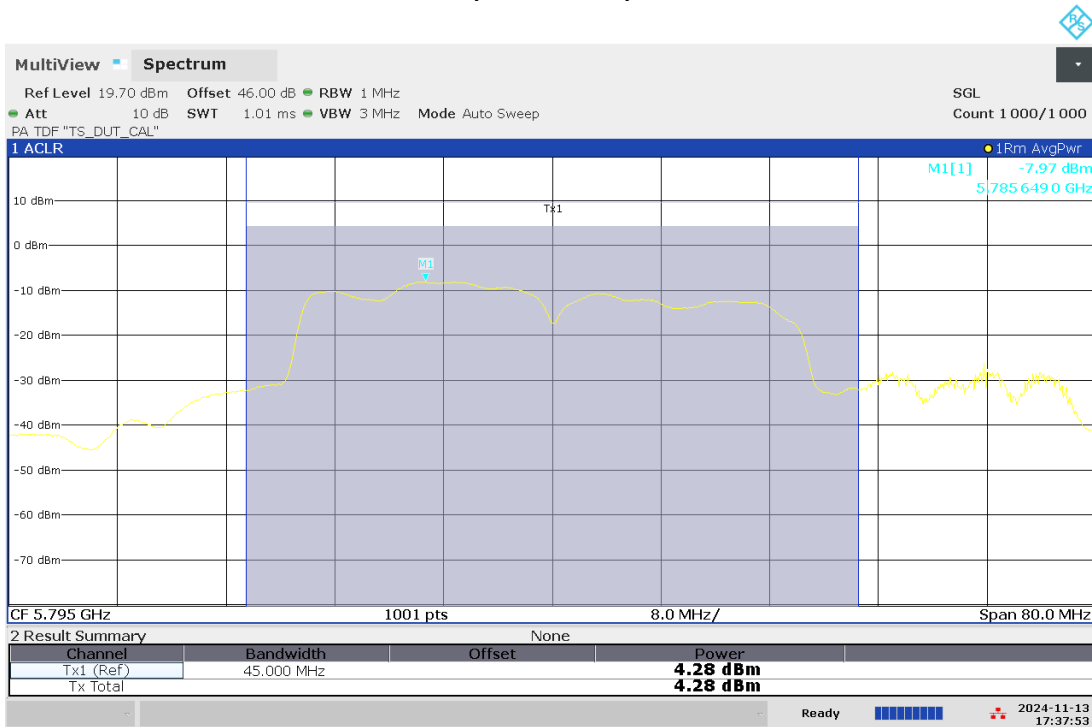 R&S
MultiView Spectrum
Ref Level 19.70 dBm Offset 46.00 dB RBW 1 MHz SGL
Att 10 dB SWT 1.01 ms VBW 3 MHz Mode Auto Sweep Count 1000/1000
PA TDF "TS_DUT_CAL"
1 ACLR 1Rm AvgPwr
M1[1] -7.97 dBm
5.7856490 GHz
10 dBm
Tx1
0 dBm
M1
-10 dBm
-20 dBm
-30 dBm
-40 dBm
-50 dBm
-60 dBm
-70 dBm
CF 5.795 GHz 1001 pts 8.0 MHz/ Span 80.0 MHz
2 Result Summary None
Channel Bandwidth Offset Power
Tx1 (Ref) 45.000 MHz 4.28 dBm
Tx Total 4.28 dBm
Ready 2024-11-13
17:37:53